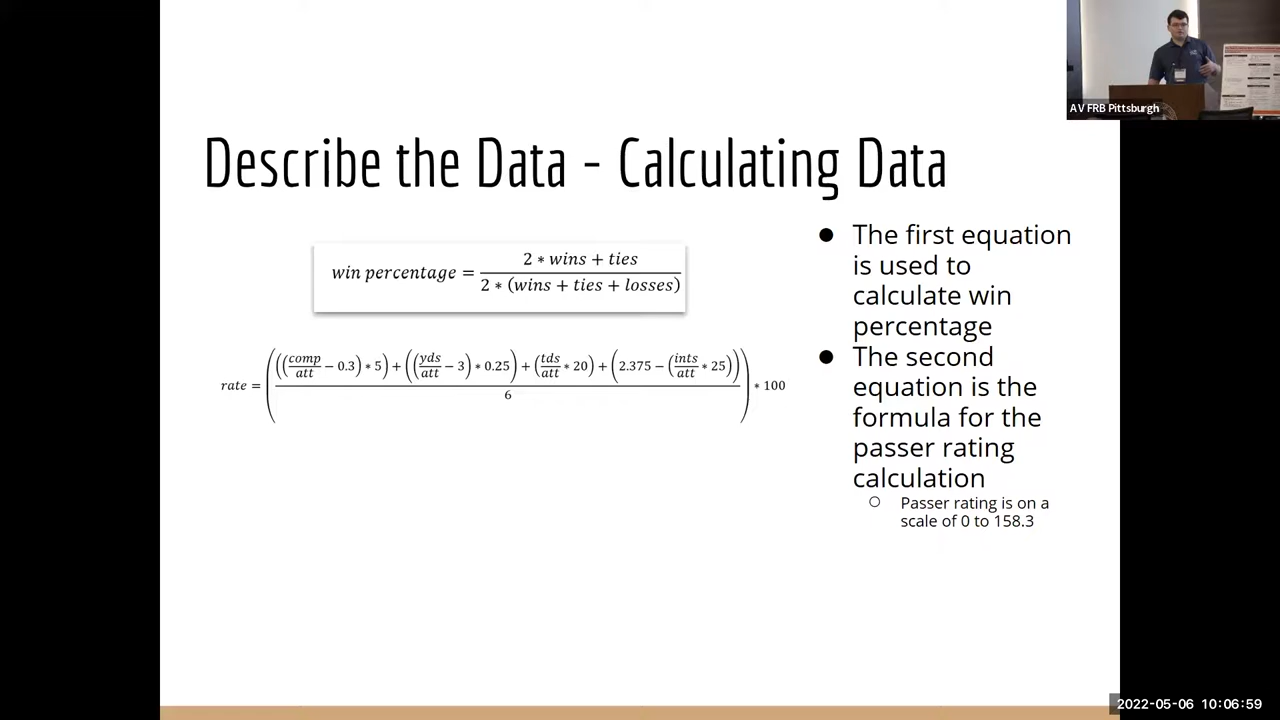 AV FRB Pittsburgh
Describe the Data - Calculating Data
win percentage = (2 * wins + ties) / (2 * (wins + ties + losses))
rate = ((((comp/att − 0.3) * 5) + ((yds/att − 3) * 0.25) + (tds/att * 20) + (2.375 − (ints/att * 25))) / 6) * 100
● The first equation
is used to
calculate win
percentage
● The second
equation is the
formula for the
passer rating
calculation
○ Passer rating is on a
scale of 0 to 158.3
2022-05-06 10:06:59